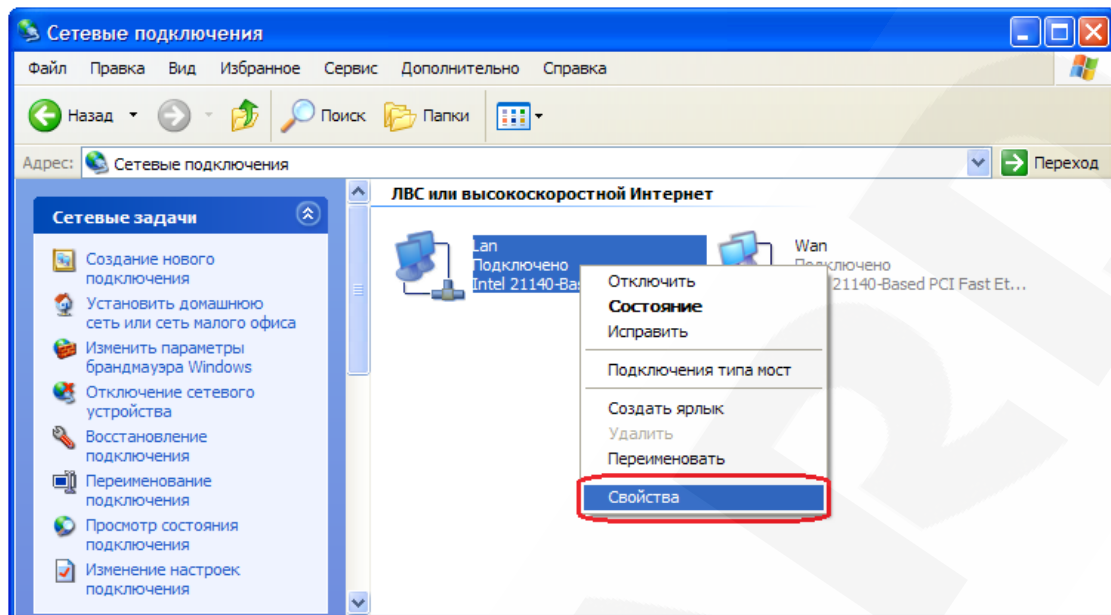 Сетевые подключения
Файл Правка Вид Избранное Сервис Дополнительно Справка
Назад Поиск Папки
Адрес: Сетевые подключения Переход
Сетевые задачи
Создание нового
подключения
Установить домашнюю
сеть или сеть малого офиса
Изменить параметры
брандмауэра Windows
Отключение сетевого
устройства
Восстановление
подключения
Переименование
подключения
Просмотр состояния
подключения
Изменение настроек
подключения
ЛВС или высокоскоростной Интернет
Lan
Подключено
Intel 21140-Bas
Wan
Подключено
21140-Based PCI Fast Et...
Отключить
Состояние
Исправить
Подключения типа мост
Создать ярлык
Удалить
Переименовать
Свойства